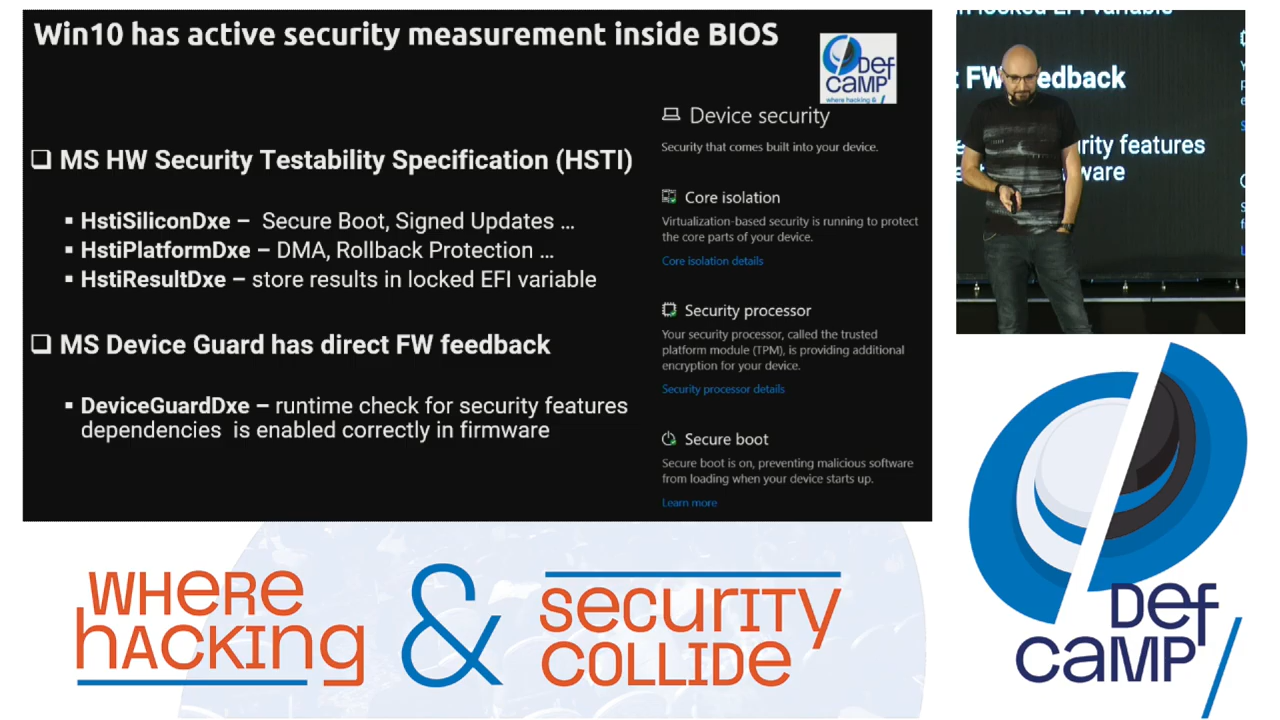 Win10 has active security measurement inside BIOS
Def
CAMP
where hacking & /
❑ MS HW Security Testability Specification (HSTI)
▪ HstiSiliconDxe – Secure Boot, Signed Updates ...
▪ HstiPlatformDxe – DMA, Rollback Protection ...
▪ HstiResultDxe – store results in locked EFI variable
❑ MS Device Guard has direct FW feedback
▪ DeviceGuardDxe – runtime check for security features
dependencies is enabled correctly in firmware
Device security
Security that comes built into your device.
Core isolation
Virtualization-based security is running to protect
the core parts of your device.
Core isolation details
Security processor
Your security processor, called the trusted
platform module (TPM), is providing additional
encryption for your device.
Security processor details
Secure boot
Secure boot is on, preventing malicious software
from loading when your device starts up.
Learn more
locked EFI variable
FW feedback
features
WHERE
hACKING
&
securITY
COLLIDE
Def
CAMP